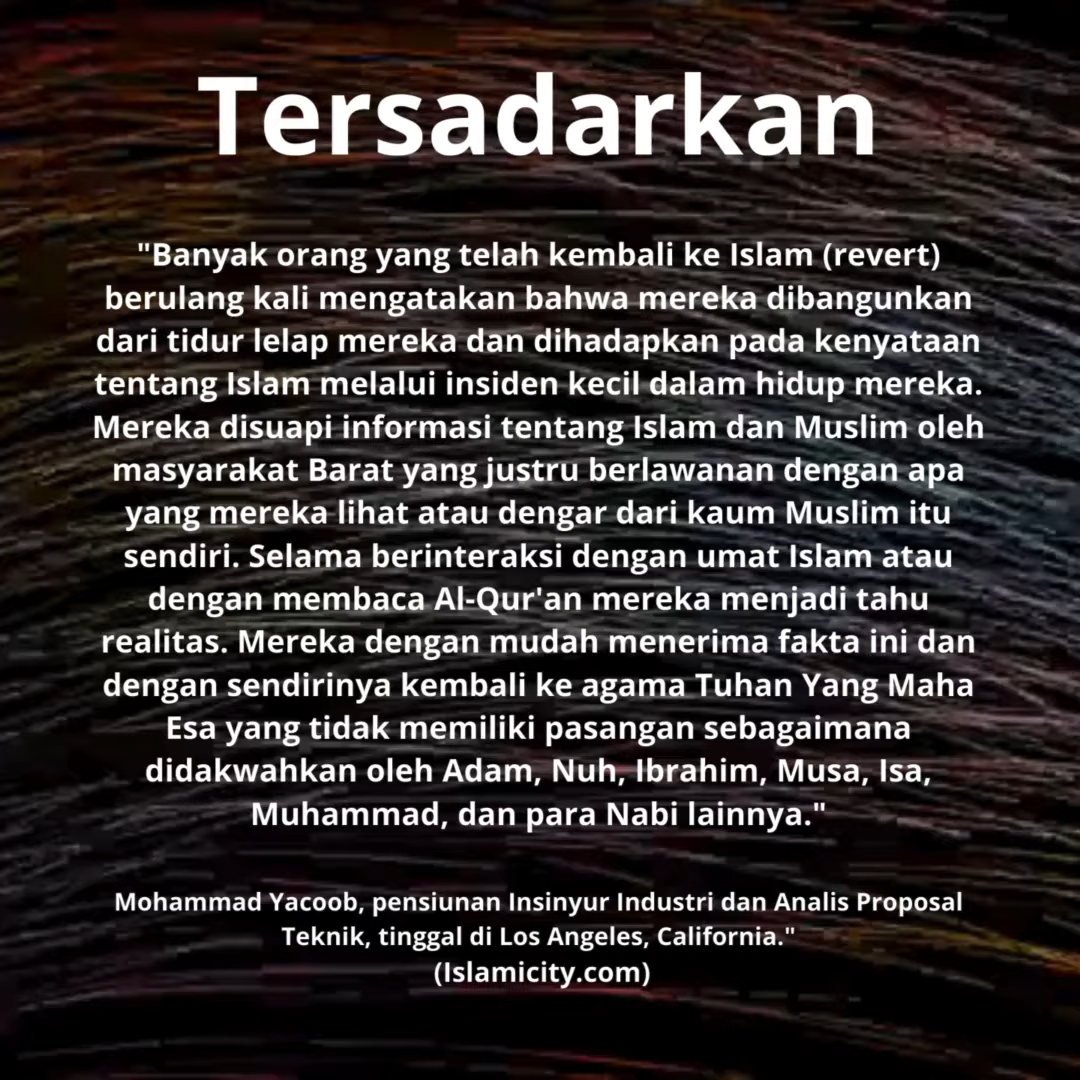 Tersadarkan
"Banyak orang yang telah kembali ke Islam (revert)
berulang kali mengatakan bahwa mereka dibangunkan
dari tidur lelap mereka dan dihadapkan pada kenyataan
tentang Islam melalui insiden kecil dalam hidup mereka.
Mereka disuapi informasi tentang Islam dan Muslim oleh
masyarakat Barat yang justru berlawanan dengan apa
yang mereka lihat atau dengar dari kaum Muslim itu
sendiri. Selama berinteraksi dengan umat Islam atau
dengan membaca Al-Qur'an mereka menjadi tahu
realitas. Mereka dengan mudah menerima fakta ini dan
dengan sendirinya kembali ke agama Tuhan Yang Maha
Esa yang tidak memiliki pasangan sebagaimana
didakwahkan oleh Adam, Nuh, Ibrahim, Musa, Isa,
Muhammad, dan para Nabi lainnya."
Mohammad Yacoob, pensiunan Insinyur Industri dan Analis Proposal
Teknik, tinggal di Los Angeles, California."
(Islamicity.com)